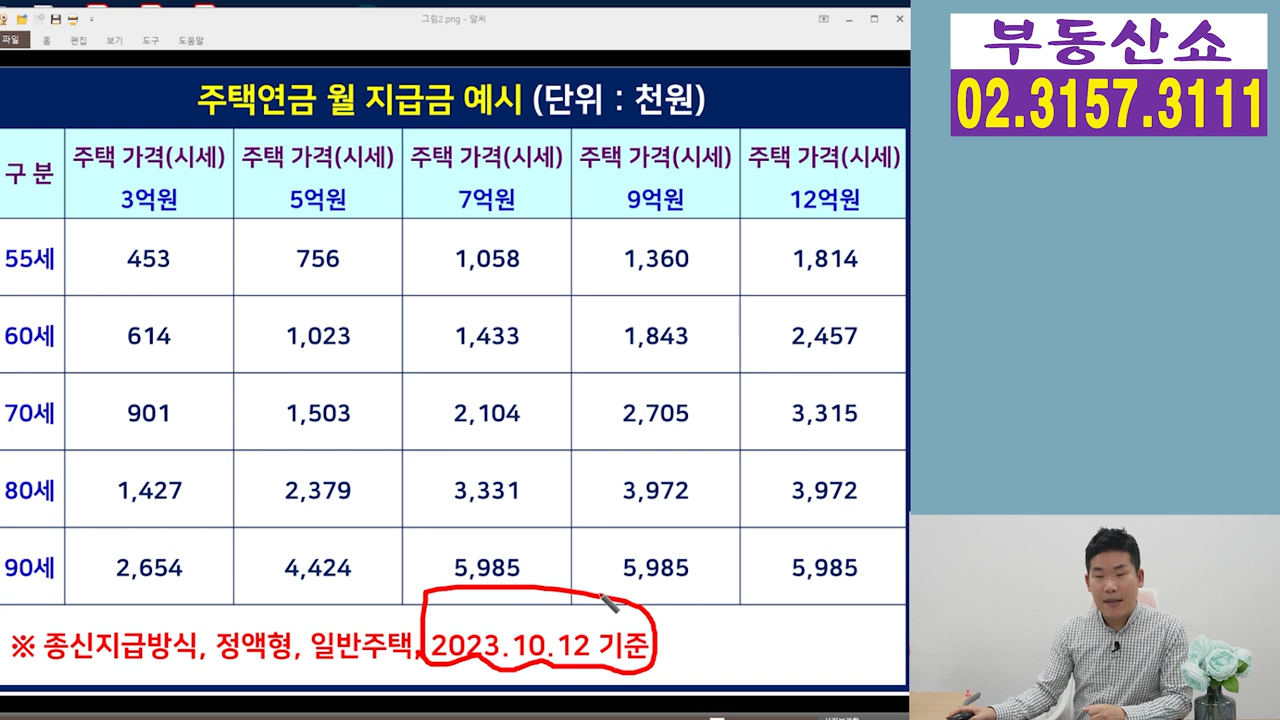 그림2.png - 알씨
파일 홈 편집 보기 도구 도움말
주택연금 월 지급금 예시 (단위 : 천원)
구 분 주택 가격(시세) 3억원 주택 가격(시세) 5억원 주택 가격(시세) 7억원 주택 가격(시세) 9억원 주택 가격(시세) 12억원
55세 453 756 1,058 1,360 1,814
60세 614 1,023 1,433 1,843 2,457
70세 901 1,503 2,104 2,705 3,315
80세 1,427 2,379 3,331 3,972 3,972
90세 2,654 4,424 5,985 5,985 5,985
※ 종신지급방식, 정액형, 일반주택, 2023.10.12 기준
부동산쇼
02.3157.3111